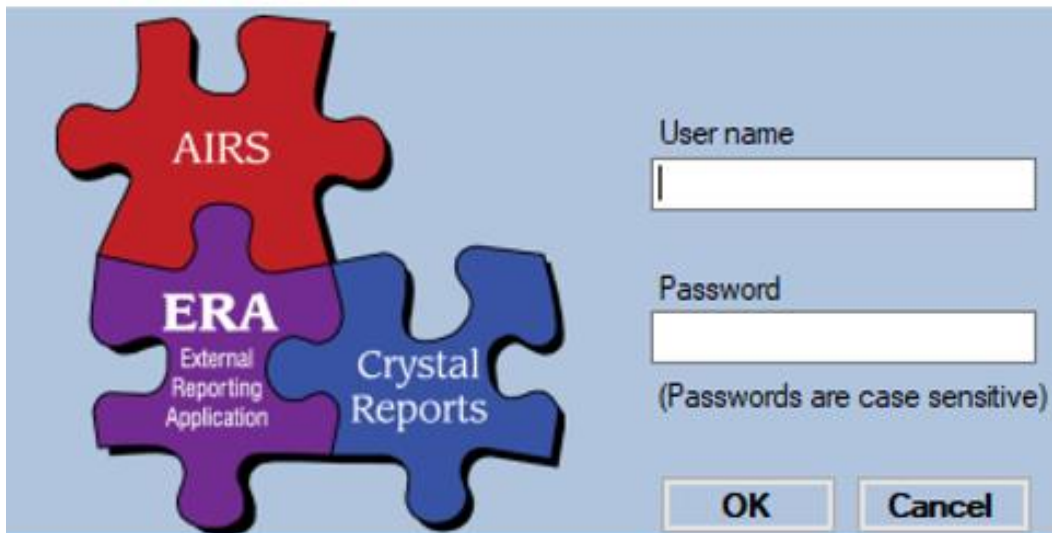 AIRS
ERA
External
Reporting
Application
Crystal
Reports
User name
Password
(Passwords are case sensitive)
OK
Cancel